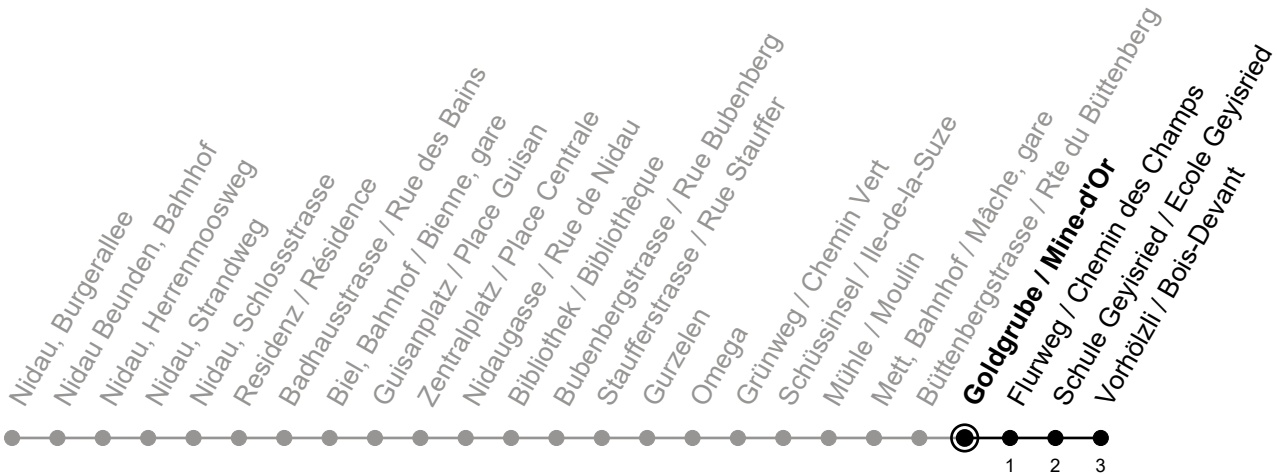 Nidau, Burgerallee
Nidau Beunden, Bahnhof
Nidau, Herrenmoosweg
Nidau, Strandweg
Nidau, Schlossstrasse
Residenz / Résidence
Badhausstrasse / Rue des Bains
Biel, Bahnhof / Bienne, gare
Guisanplatz / Place Guisan
Zentralplatz / Place Centrale
Nidaugasse / Rue de Nidau
Bibliothek / Bibliothèque
Bubenbergstrasse / Rue Bubenberg
Staufferstrasse / Rue Stauffer
Gurzelen
Omega
Grünweg / Chemin Vert
Schüssinsel / Ile-de-la-Suze
Mühle / Moulin
Mett, Bahnhof / Mâche, gare
Büttenbergstrasse / Rte du Büttenberg
Goldgrube / Mine-d'Or
Flurweg / Chemin des Champs
Schule Geyisried / Ecole Geyisried
Vorhölzli / Bois-Devant
1 2 3